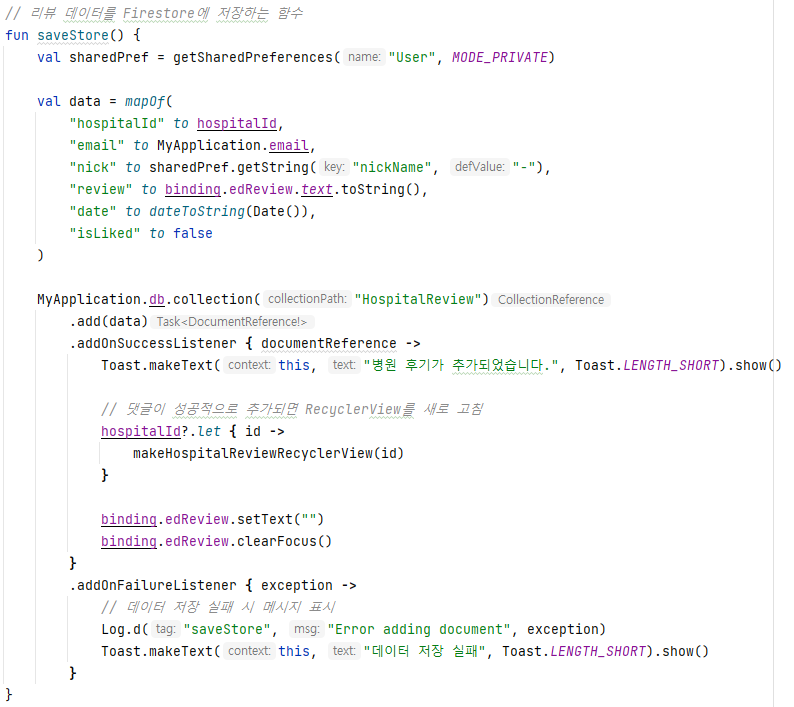 // 리뷰 데이터를 Firestore에 저장하는 함수
fun saveStore() {
    val sharedPref = getSharedPreferences( name: "User", MODE_PRIVATE)

    val data = mapOf(
        "hospitalId" to hospitalId,
        "email" to MyApplication.email,
        "nick" to sharedPref.getString( key: "nickName", defValue: "-"),
        "review" to binding.edReview.text.toString(),
        "date" to dateToString(Date()),
        "isLiked" to false
    )

    MyApplication.db.collection( collectionPath: "HospitalReview") CollectionReference
        .add(data) Task<DocumentReference!>
        .addOnSuccessListener { documentReference ->
            Toast.makeText( context: this, text: "병원 후기가 추가되었습니다.", Toast.LENGTH_SHORT).show()

            // 댓글이 성공적으로 추가되면 RecyclerView를 새로 고침
            hospitalId?.let { id ->
                makeHospitalReviewRecyclerView(id)
            }

            binding.edReview.setText("")
            binding.edReview.clearFocus()
        }
        .addOnFailureListener { exception ->
            // 데이터 저장 실패 시 메시지 표시
            Log.d( tag: "saveStore", msg: "Error adding document", exception)
            Toast.makeText( context: this, text: "데이터 저장 실패", Toast.LENGTH_SHORT).show()
        }
}